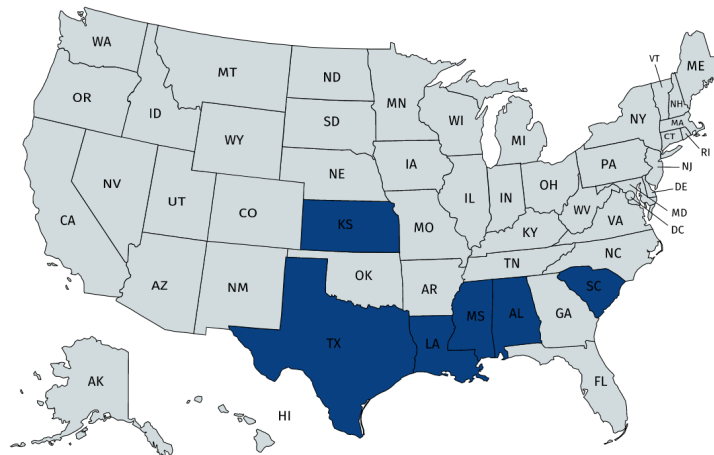 WA
MT
ND
MN
VT
ME
OR
ID
SD
WI
MI
NY
NH
MA
CT
RI
WY
IA
PA
NJ
NE
NV
UT
CO
IL
IN
OH
DE
MD
DC
WV
VA
CA
KS
MO
KY
NC
AZ
NM
OK
AR
TN
SC
TX
LA
MS
AL
GA
FL
AK
HI